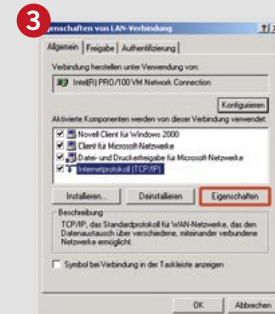 3
Eigenschaften von LAN-Verbindung
Allgemein Freigabe Authentifizierung
Verbindung herstellen unter Verwendung von:
Intel(R) PRO/100 VM Network Connection
Konfigurieren
Aktivierte Komponenten werden von dieser Verbindung verwendet:
Novell Client für Windows 2000
Client für Microsoft-Netzwerke
Datei- und Druckerfreigabe für Microsoft-Netzwerke
Internetprotokoll (TCP/IP)
Installieren... Deinstallieren Eigenschaften
Beschreibung
TCP/IP, das Standardprotokoll für WAN-Netzwerke, das den
Datenaustausch über verschiedene, miteinander verbundene
Netzwerke ermöglicht.
Symbol bei Verbindung in der Taskleiste anzeigen
OK Abbrechen